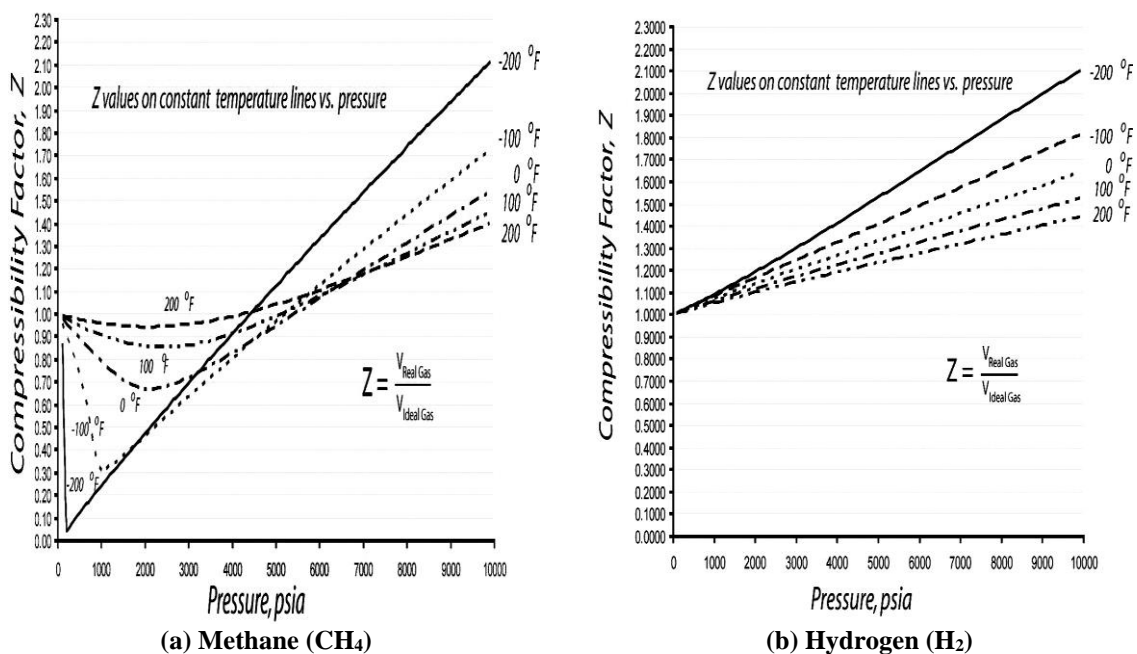 2.30
2.20
2.10
2.00
1.90
1.80
1.70
1.60
1.50
1.40
1.30
1.20
1.10
1.00
0.90
0.80
0.70
0.60
0.50
0.40
0.30
0.20
0.10
0.00
Compressibility Factor, Z
Z values on constant temperature lines vs. pressure
-200 °F
-100 °F
0 °F
100 °F
200 °F
200 °F
100 °F
0 °F
-100 °F
-200 °F
Z = V Real Gas / V Ideal Gas
0 1000 2000 3000 4000 5000 6000 7000 8000 9000 10000
Pressure, psia
(a) Methane (CH₄)
2.3000
2.2000
2.1000
2.0000
1.9000
1.8000
1.7000
1.6000
1.5000
1.4000
1.3000
1.2000
1.1000
1.0000
0.9000
0.8000
0.7000
0.6000
0.5000
0.4000
0.3000
0.2000
0.1000
0.0000
Compressibility Factor, Z
Z values on constant temperature lines vs. pressure
-200 °F
-100 °F
0 °F
100 °F
200 °F
Z = V Real Gas / V Ideal Gas
0 1000 2000 3000 4000 5000 6000 7000 8000 9000 10000
Pressure, psia
(b) Hydrogen (H₂)